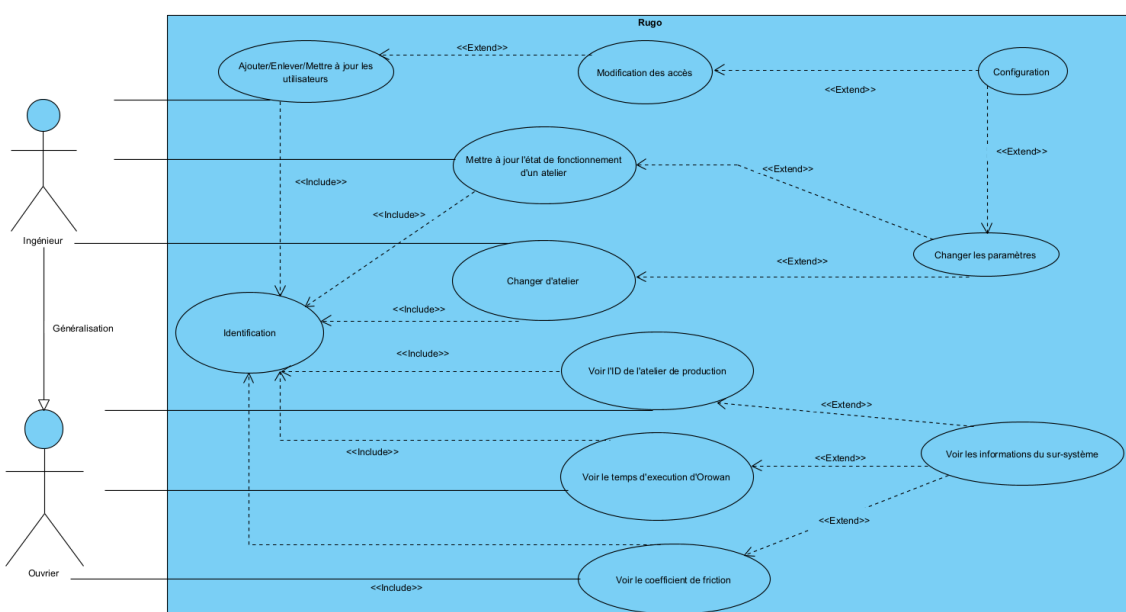 Rugo
<<Extend>>
Ajouter/Enlever/Mettre à jour les
utilisateurs
Modification des accès
Configuration
<<Extend>>
<<Extend>>
Mettre à jour l'état de fonctionnement
d'un atelier
<<Include>>
<<Include>>
Ingénieur
Changer les paramètres
<<Extend>>
Changer d'atelier
<<Include>>
Généralisation
Identification
<<Include>>
Voir l'ID de l'atelier de production
<<Extend>>
<<Include>>
<<Extend>>
Voir les informations du sur-système
Voir le temps d'execution d'Orowan
<<Extend>>
Ouvrier
<<Include>>
Voir le coefficient de friction